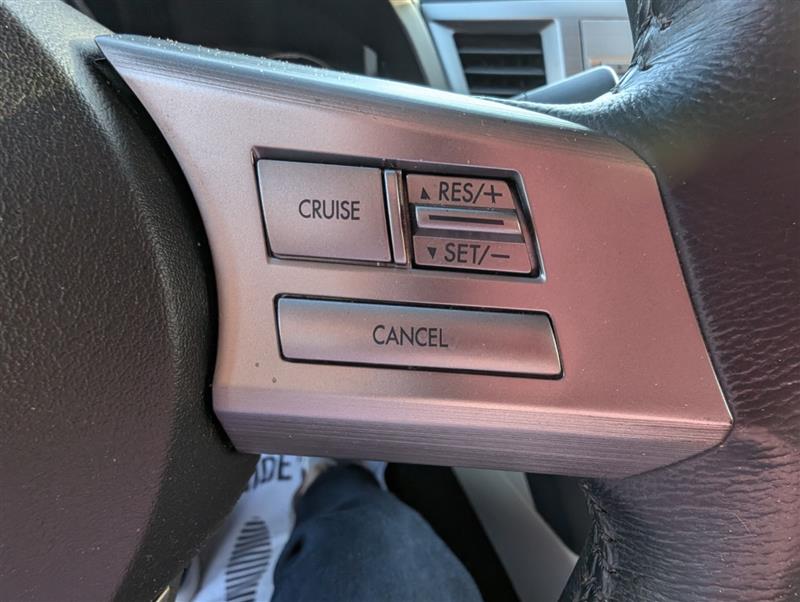 CRUISE
▲ RES/+
▼ SET/−
CANCEL